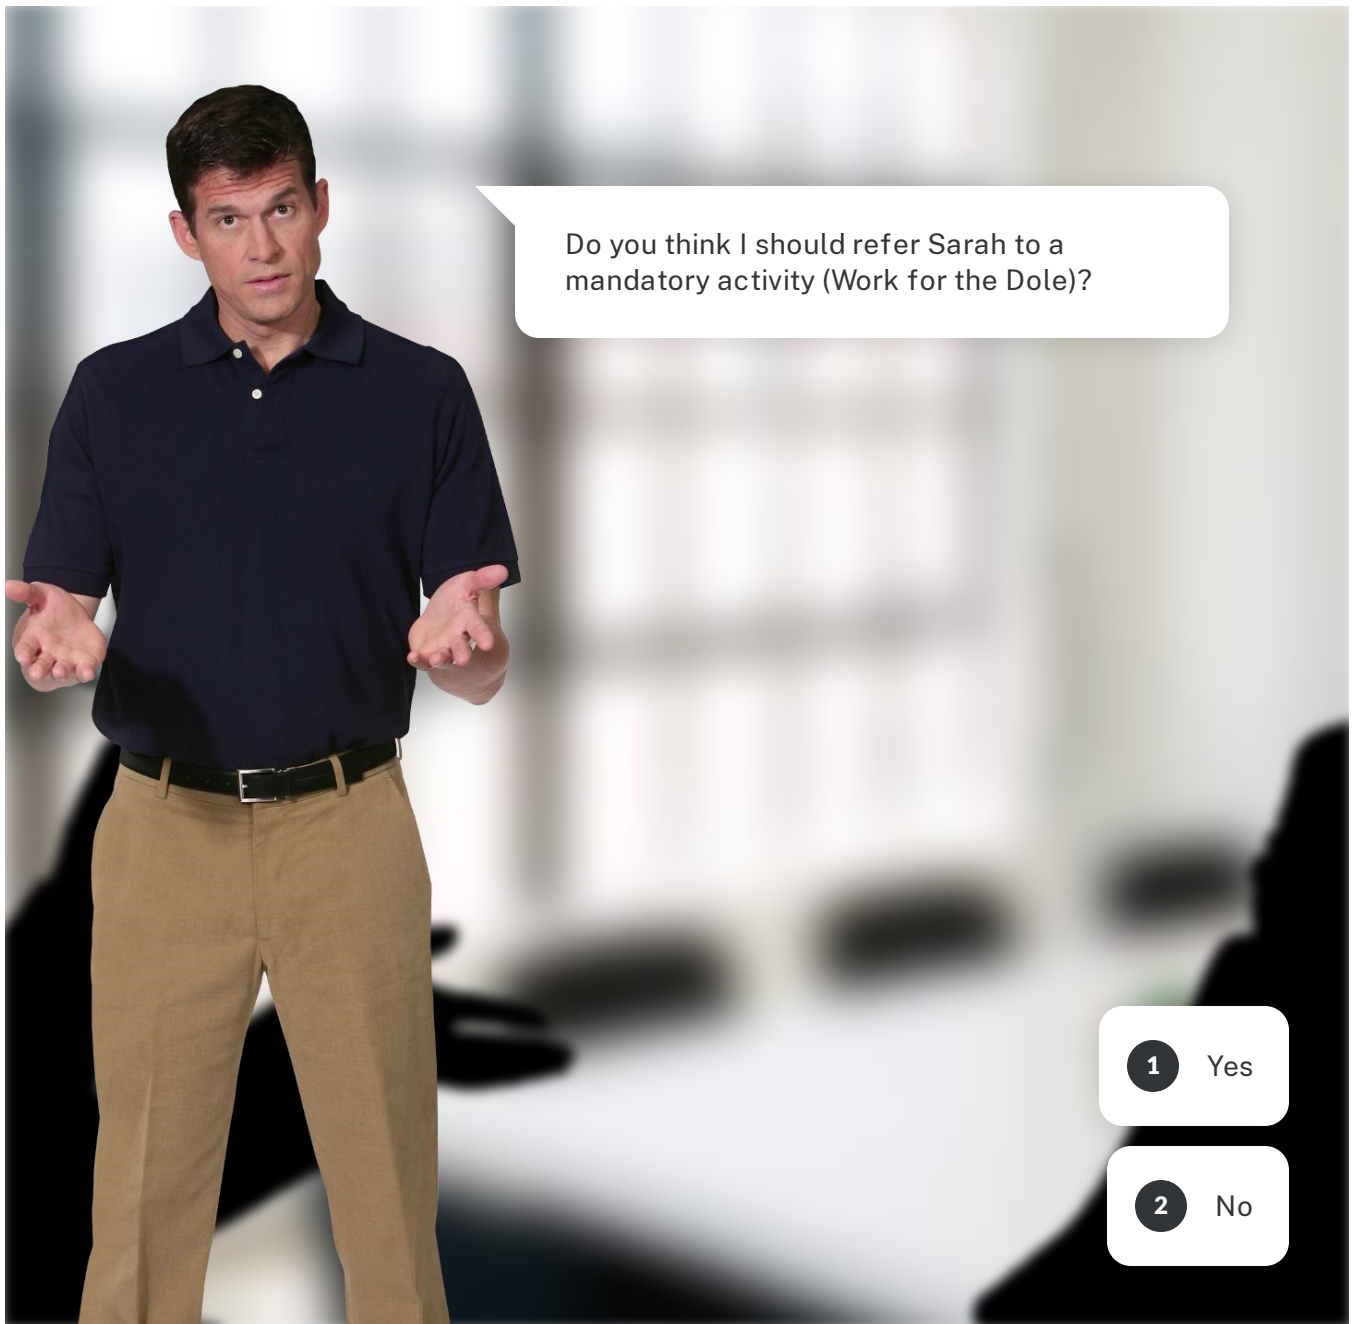 Do you think I should refer Sarah to a
mandatory activity (Work for the Dole)?
1 Yes
2 No